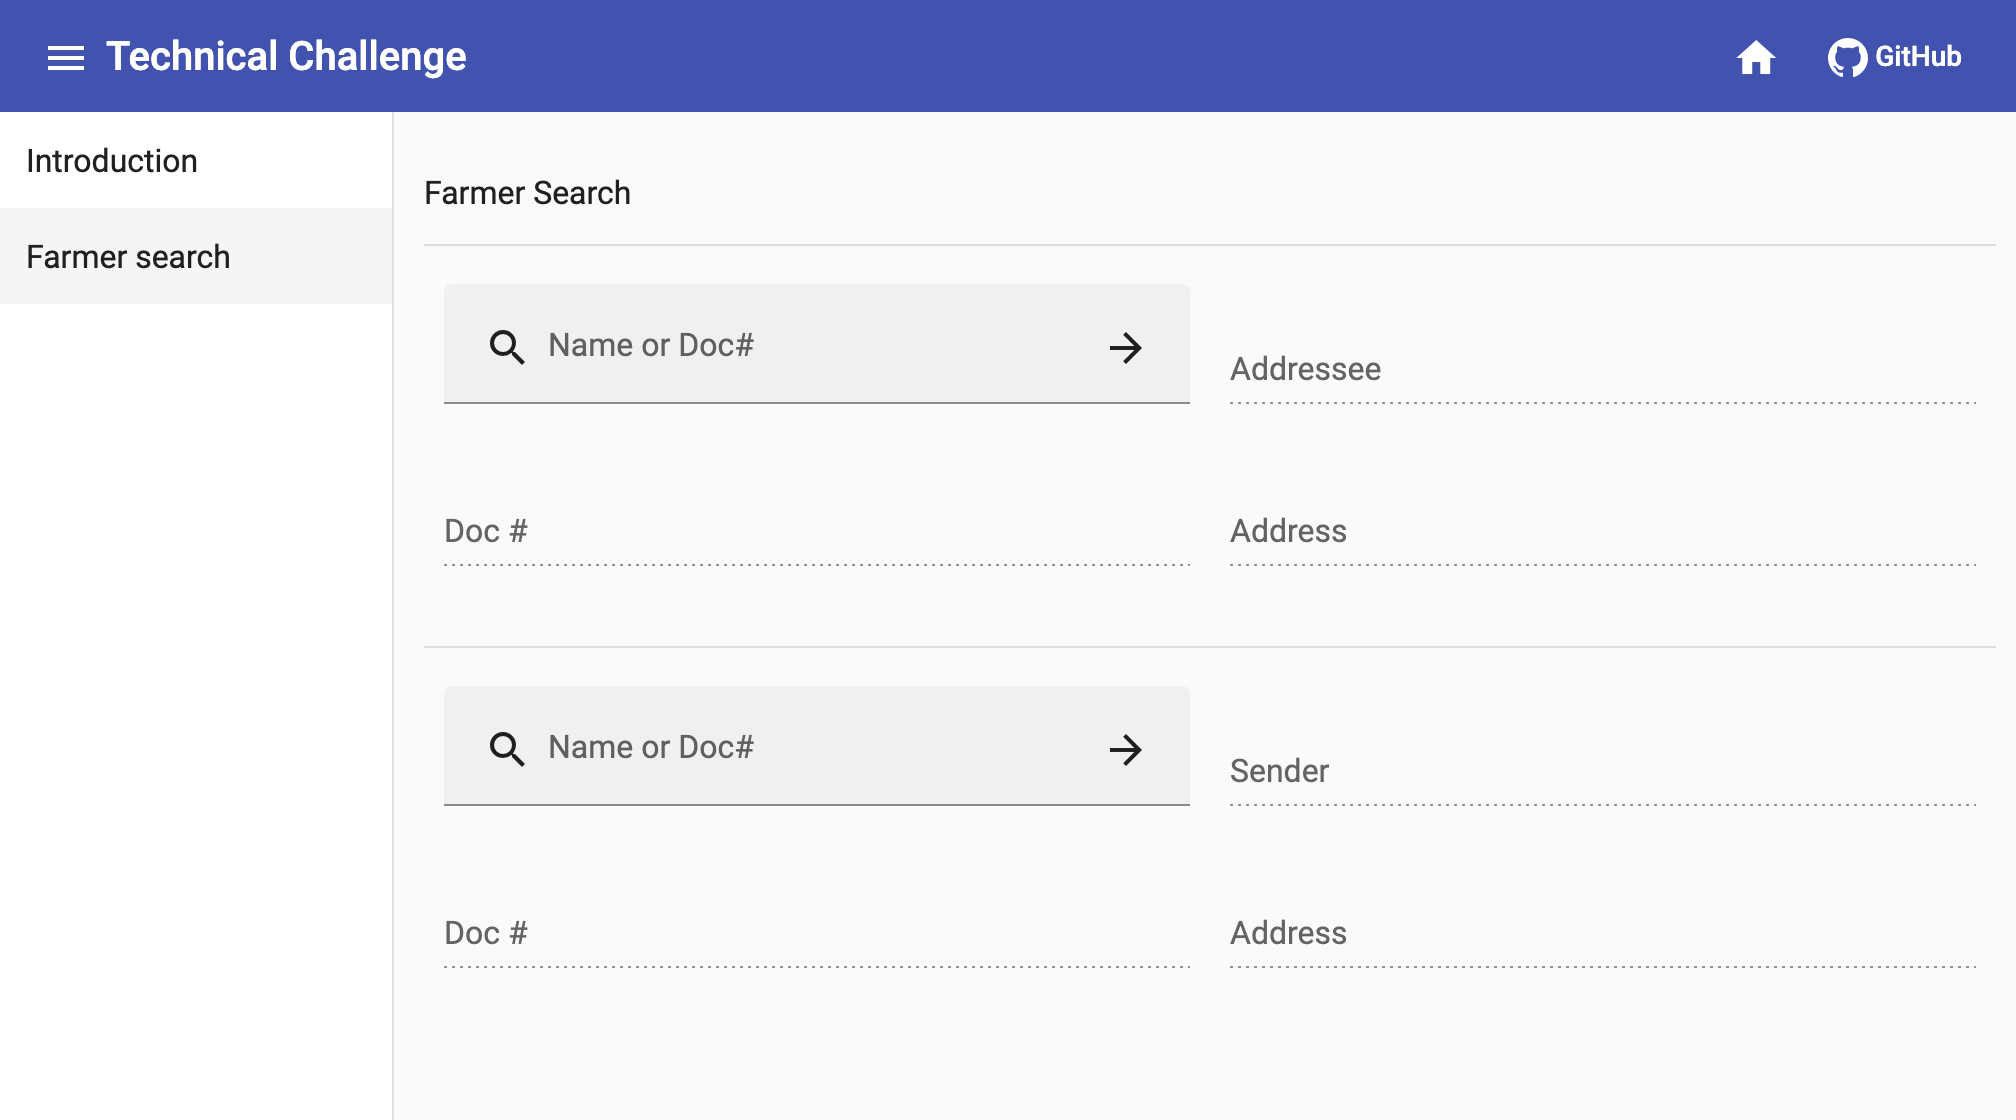 Technical Challenge
GitHub
Introduction
Farmer search
Farmer Search
Name or Doc#
Addressee
Doc #
Address
Name or Doc#
Sender
Doc #
Address